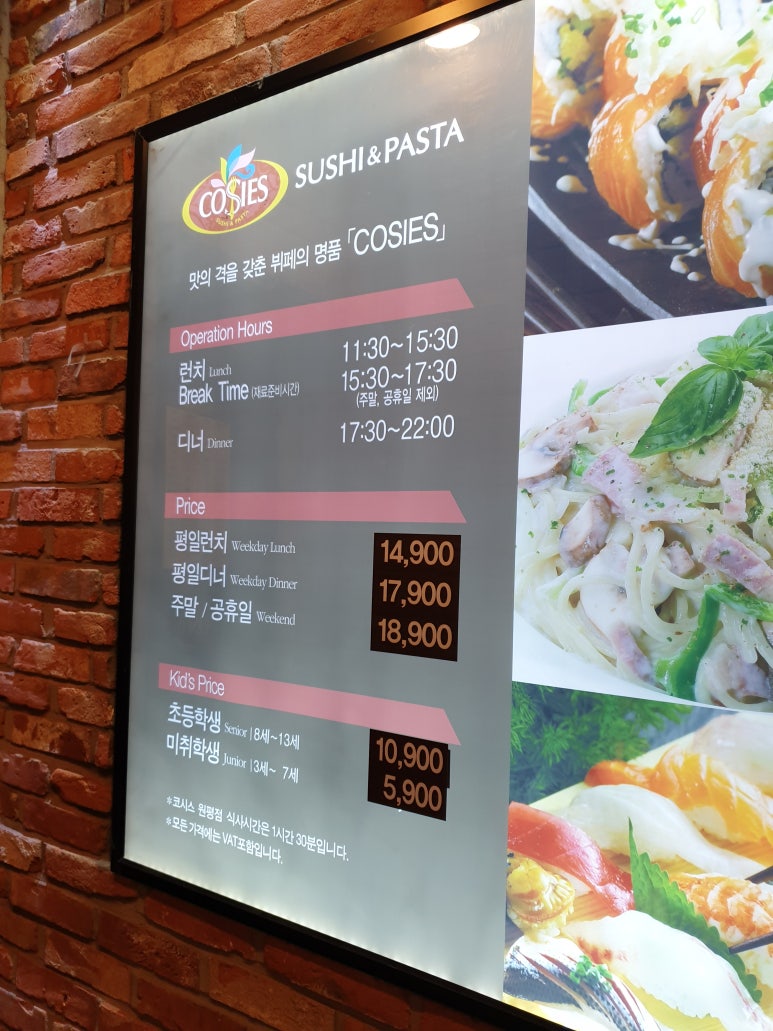 COSIES
SUSHI & PASTA
SUSHI & PASTA
맛의 격을 갖춘 뷔페의 명품 「COSIES」
Operation Hours
런치 Lunch 11:30~15:30
Break Time (재료준비시간) 15:30~17:30
(주말, 공휴일 제외)
디너 Dinner 17:30~22:00
Price
평일런치 Weekday Lunch 14,900
평일디너 Weekday Dinner 17,900
주말 / 공휴일 Weekend 18,900
Kid's Price
초등학생 Senior | 8세~13세 10,900
미취학생 Junior | 3세~ 7세 5,900
*코시스 원평점 식사시간은 1시간 30분입니다.
*모든 가격에는 VAT포함입니다.